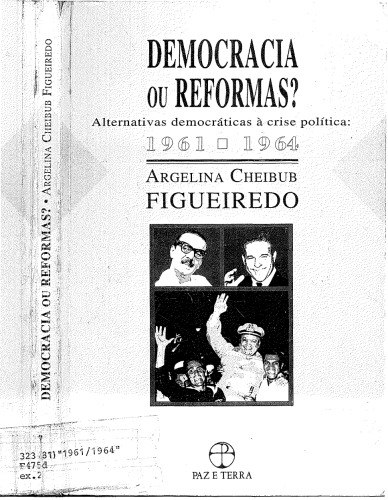 DEMOCRACIA OU REFORMAS? • ARGELINA CHEIBUB FIGUEIREDO
DEMOCRACIA
OU REFORMAS?
Alternativas democráticas à crise política:
1961 □ 1964
ARGELINA CHEIBUB
FIGUEIREDO
323.81)"1961/1964"
F475d
ex.2
PAZ E TERRA